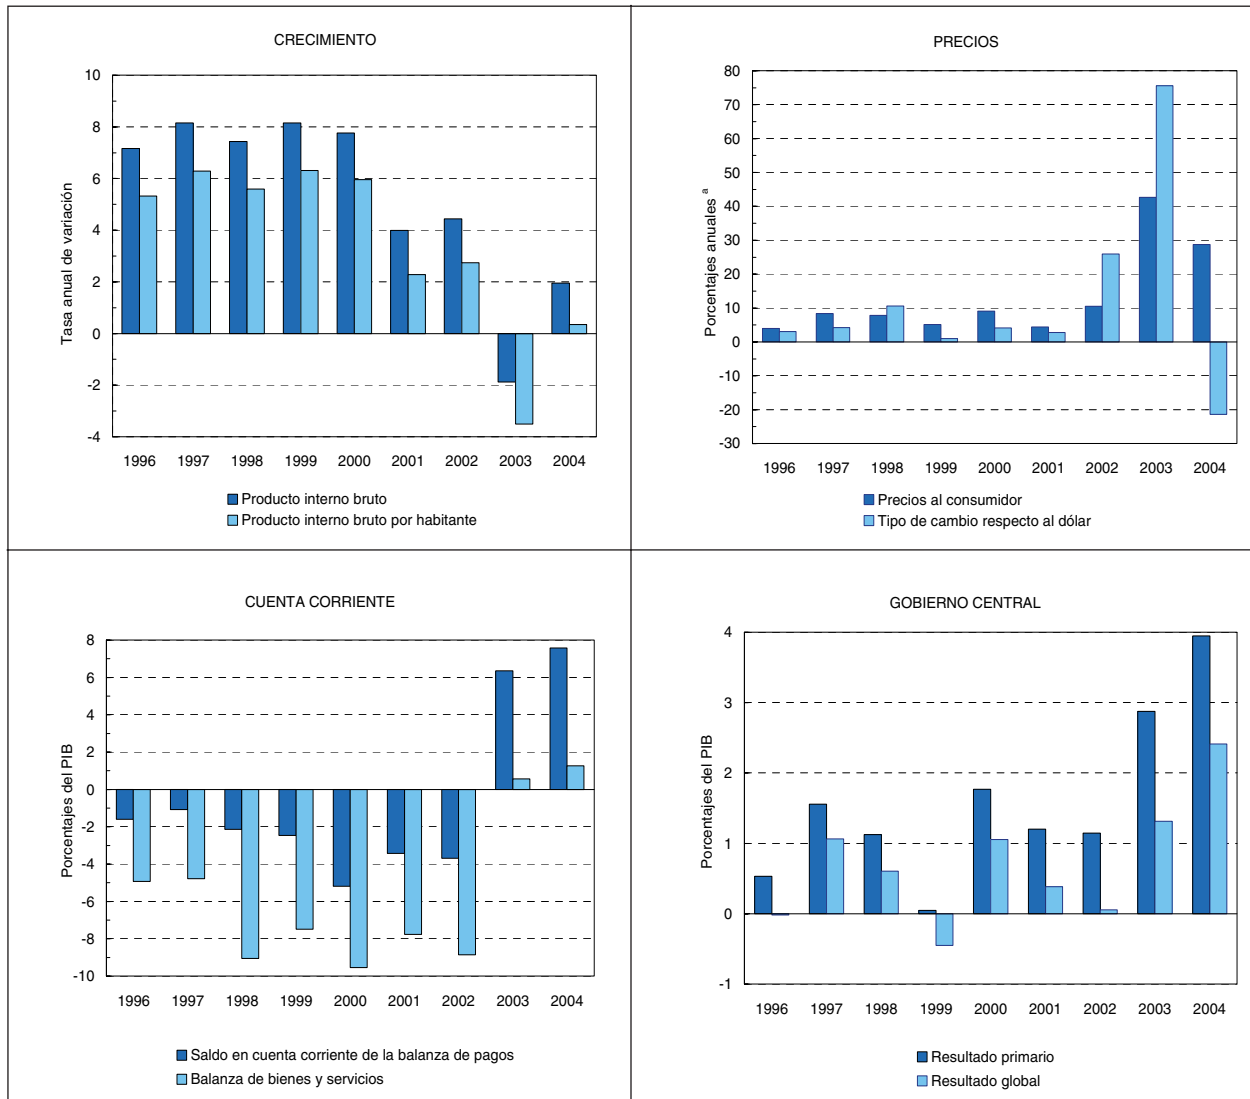 CRECIMIENTO
Tasa anual de variación
10
8
6
4
2
0
-2
-4
1996 1997 1998 1999 2000 2001 2002 2003 2004
Producto interno bruto
Producto interno bruto por habitante
PRECIOS
Porcentajes anuales ª
80
70
60
50
40
30
20
10
0
-10
-20
-30
1996 1997 1998 1999 2000 2001 2002 2003 2004
Precios al consumidor
Tipo de cambio respecto al dólar
CUENTA CORRIENTE
Porcentajes del PIB
8
6
4
2
0
-2
-4
-6
-8
-10
1996 1997 1998 1999 2000 2001 2002 2003 2004
Saldo en cuenta corriente de la balanza de pagos
Balanza de bienes y servicios
GOBIERNO CENTRAL
Porcentajes del PIB
4
3
2
1
0
-1
1996 1997 1998 1999 2000 2001 2002 2003 2004
Resultado primario
Resultado global